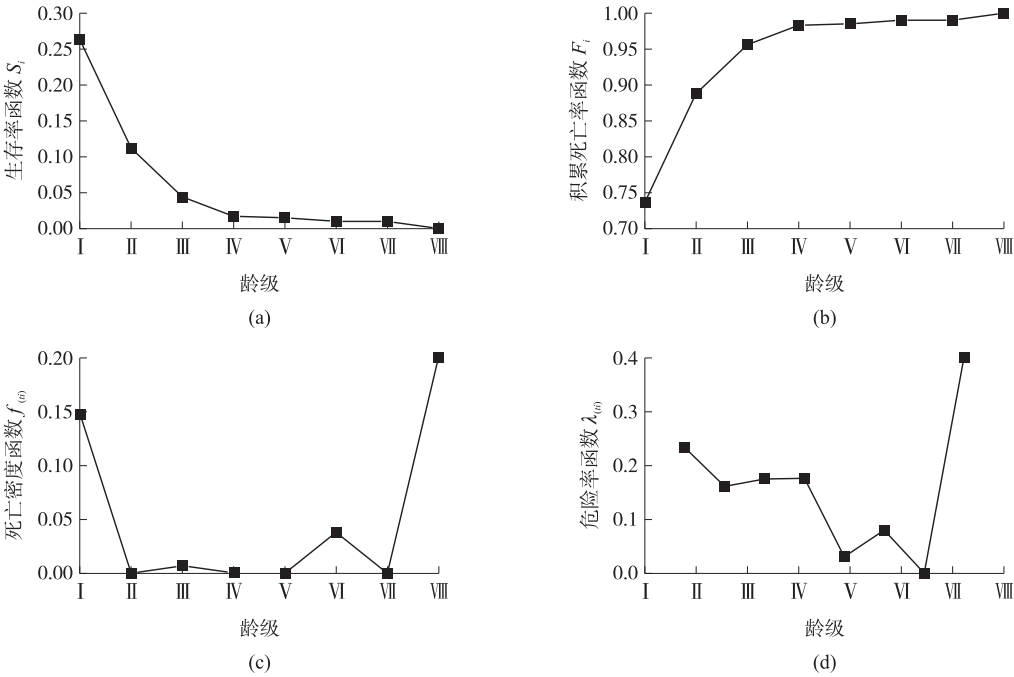 生存率函数 Si
0.30
0.25
0.20
0.15
0.10
0.05
0.00
Ⅰ Ⅱ Ⅲ Ⅳ Ⅴ Ⅵ Ⅶ Ⅷ
龄级
(a)
积累死亡率函数 Fi
1.00
0.95
0.90
0.85
0.80
0.75
0.70
Ⅰ Ⅱ Ⅲ Ⅳ Ⅴ Ⅵ Ⅶ Ⅷ
龄级
(b)
死亡密度函数 f(ti)
0.20
0.15
0.10
0.05
0.00
Ⅰ Ⅱ Ⅲ Ⅳ Ⅴ Ⅵ Ⅶ Ⅷ
龄级
(c)
危险率函数 λ(ti)
0.4
0.3
0.2
0.1
0.0
Ⅰ Ⅱ Ⅲ Ⅳ Ⅴ Ⅵ Ⅶ Ⅷ
龄级
(d)